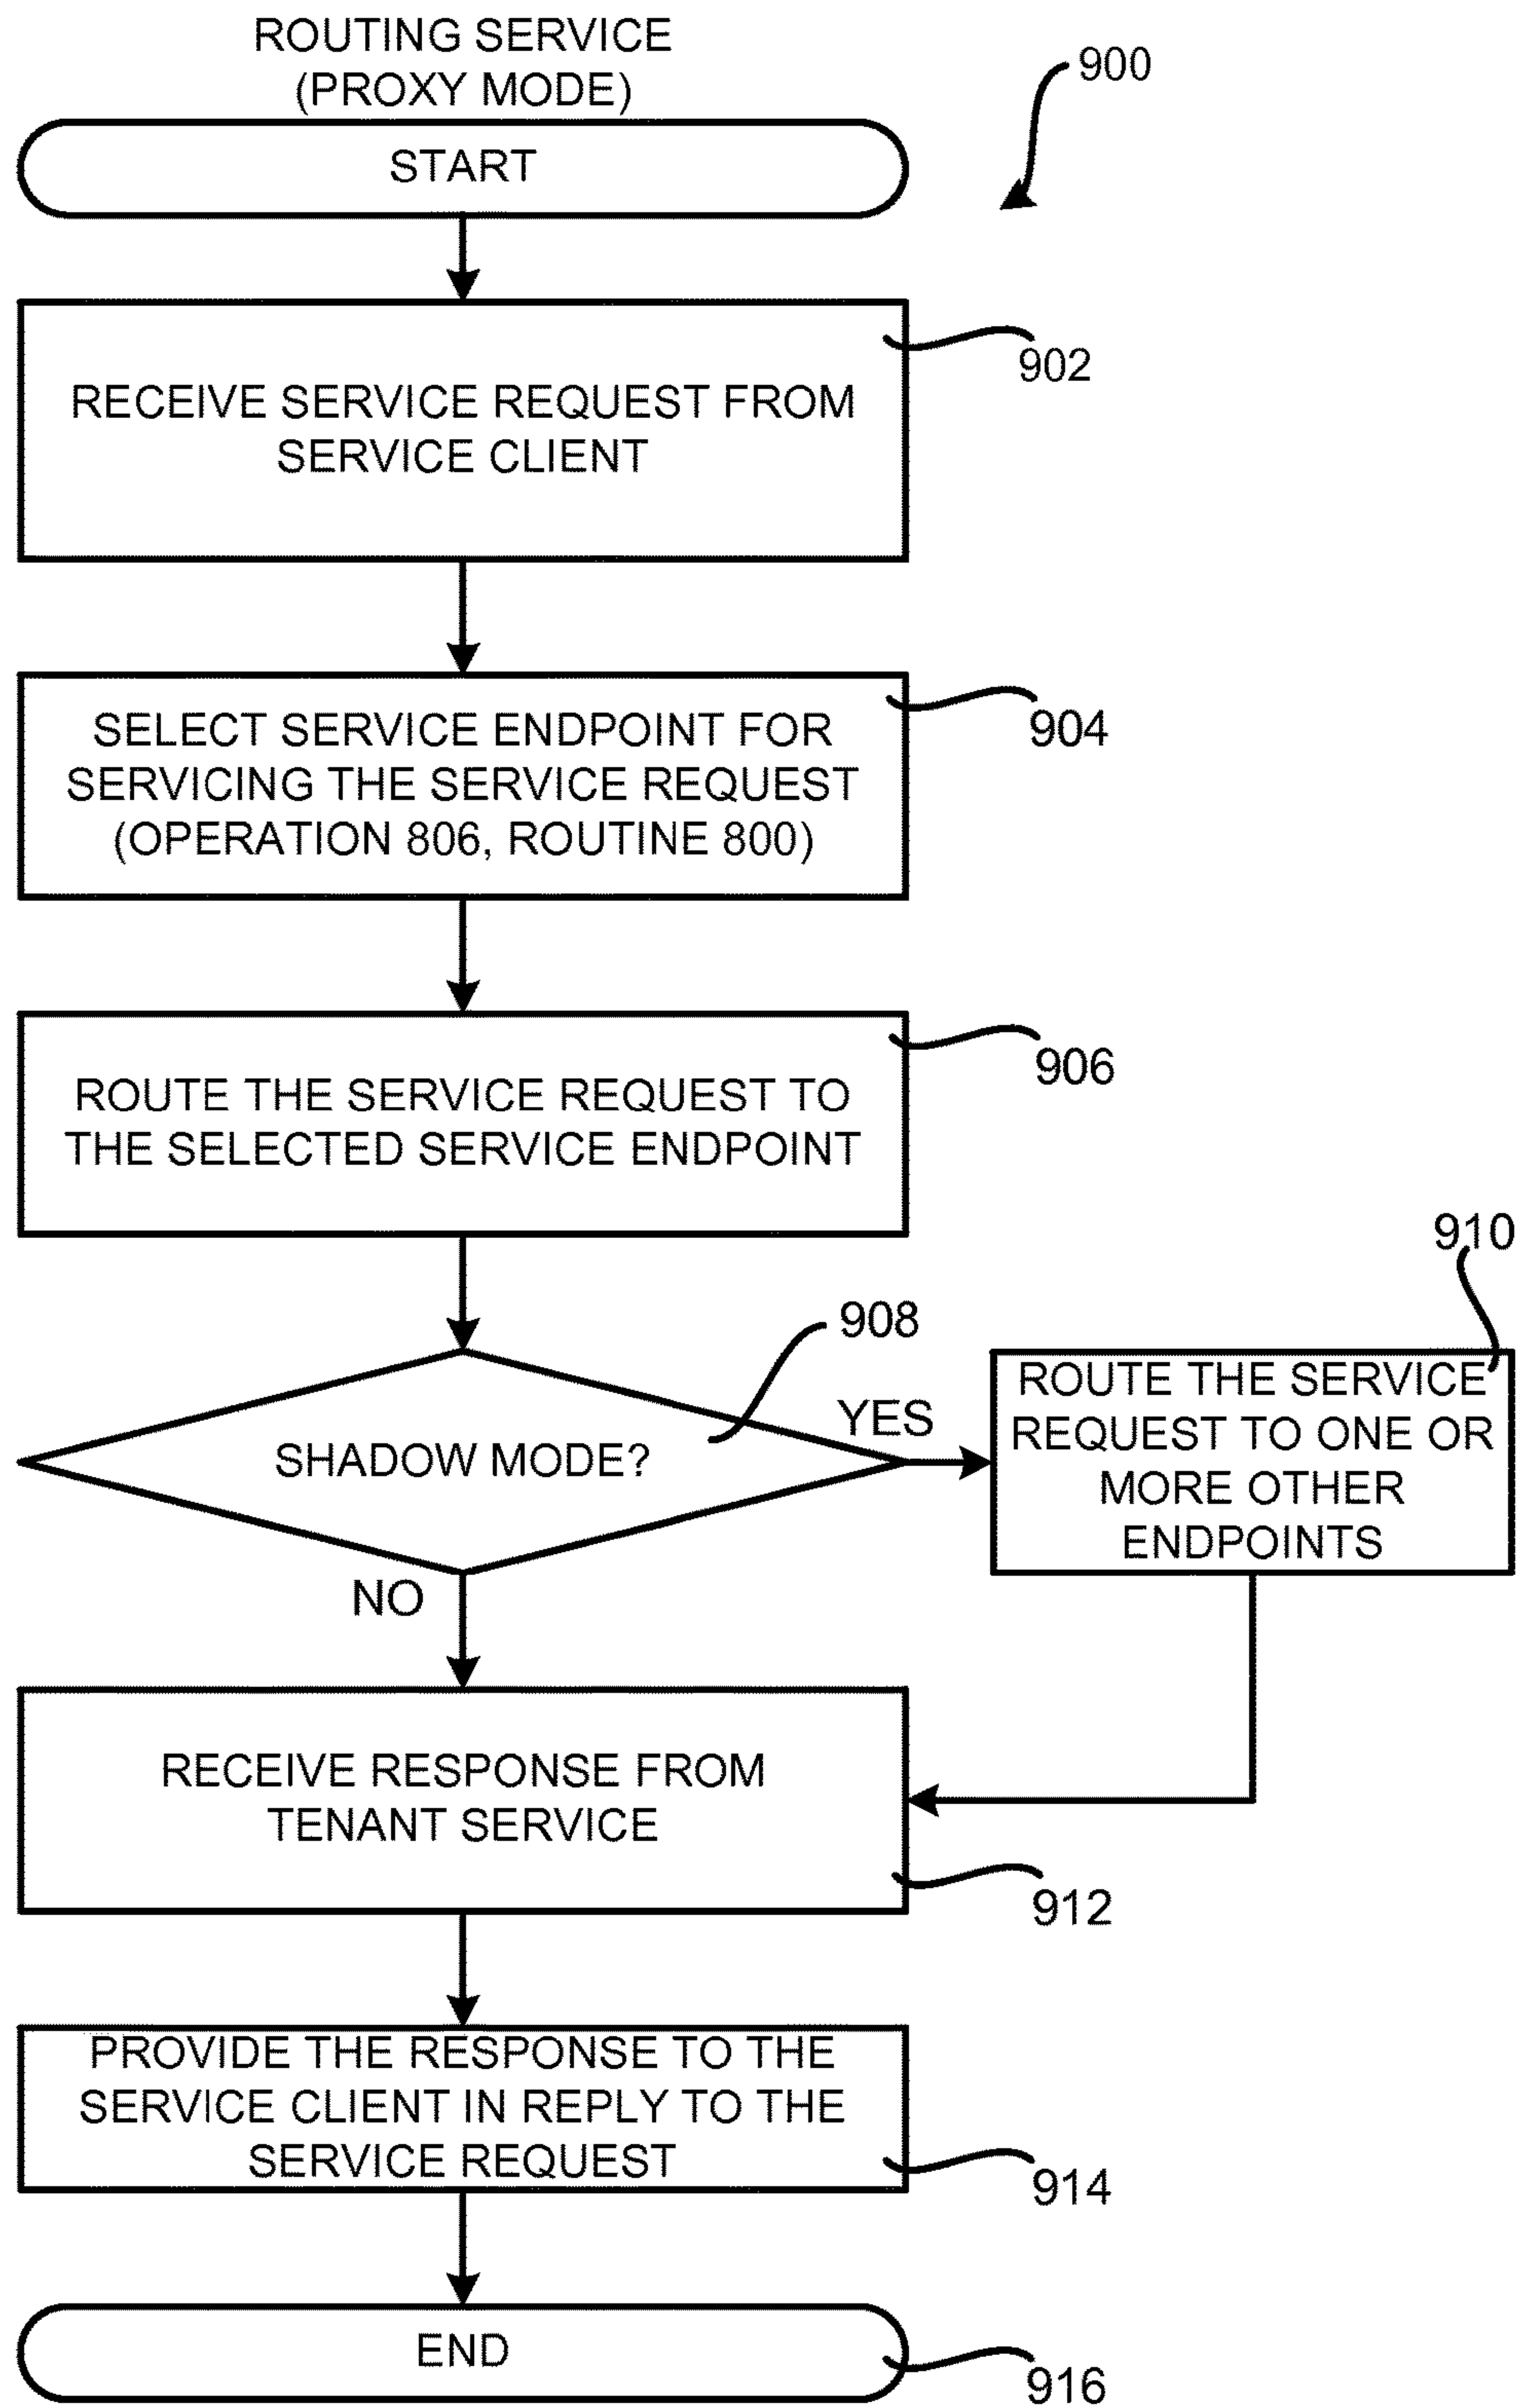 ROUTING SERVICE
(PROXY MODE)
900
START
902
RECEIVE SERVICE REQUEST FROM
SERVICE CLIENT
904
SELECT SERVICE ENDPOINT FOR
SERVICING THE SERVICE REQUEST
(OPERATION 806, ROUTINE 800)
906
ROUTE THE SERVICE REQUEST TO
THE SELECTED SERVICE ENDPOINT
908
SHADOW MODE?
YES
910
ROUTE THE SERVICE
REQUEST TO ONE OR
MORE OTHER
ENDPOINTS
NO
RECEIVE RESPONSE FROM
TENANT SERVICE
912
PROVIDE THE RESPONSE TO THE
SERVICE CLIENT IN REPLY TO THE
SERVICE REQUEST
914
END
916